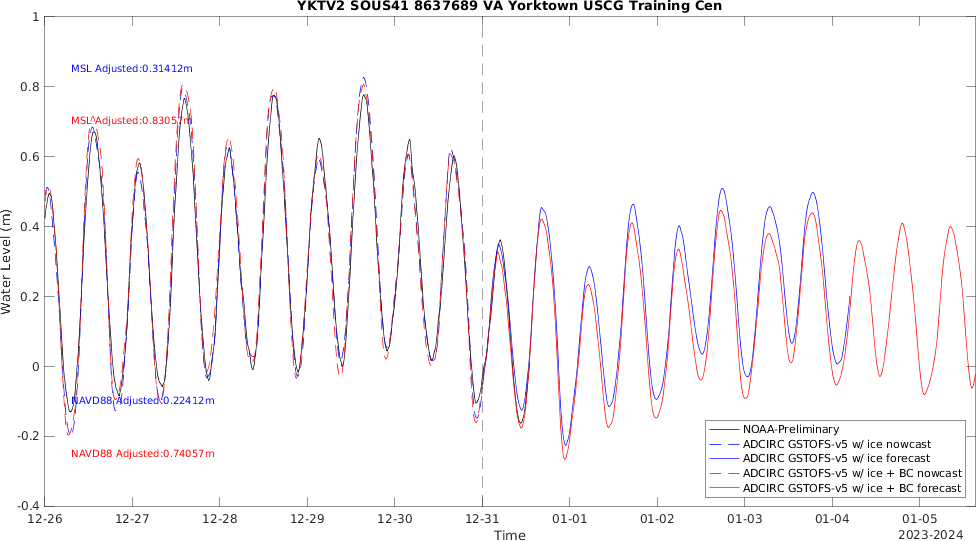 YKTV2 SOUS41 8637689 VA Yorktown USCG Training Cen
Water Level (m)
1
0.8
0.6
0.4
0.2
0
-0.2
-0.4
MSL Adjusted:0.31412m
MSL Adjusted:0.83057m
NAVD88 Adjusted:0.22412m
NAVD88 Adjusted:0.74057m
NOAA-Preliminary
ADCIRC GSTOFS-v5 w/ ice nowcast
ADCIRC GSTOFS-v5 w/ ice forecast
ADCIRC GSTOFS-v5 w/ ice + BC nowcast
ADCIRC GSTOFS-v5 w/ ice + BC forecast
12-26 12-27 12-28 12-29 12-30 12-31 01-01 01-02 01-03 01-04 01-05
Time
2023-2024